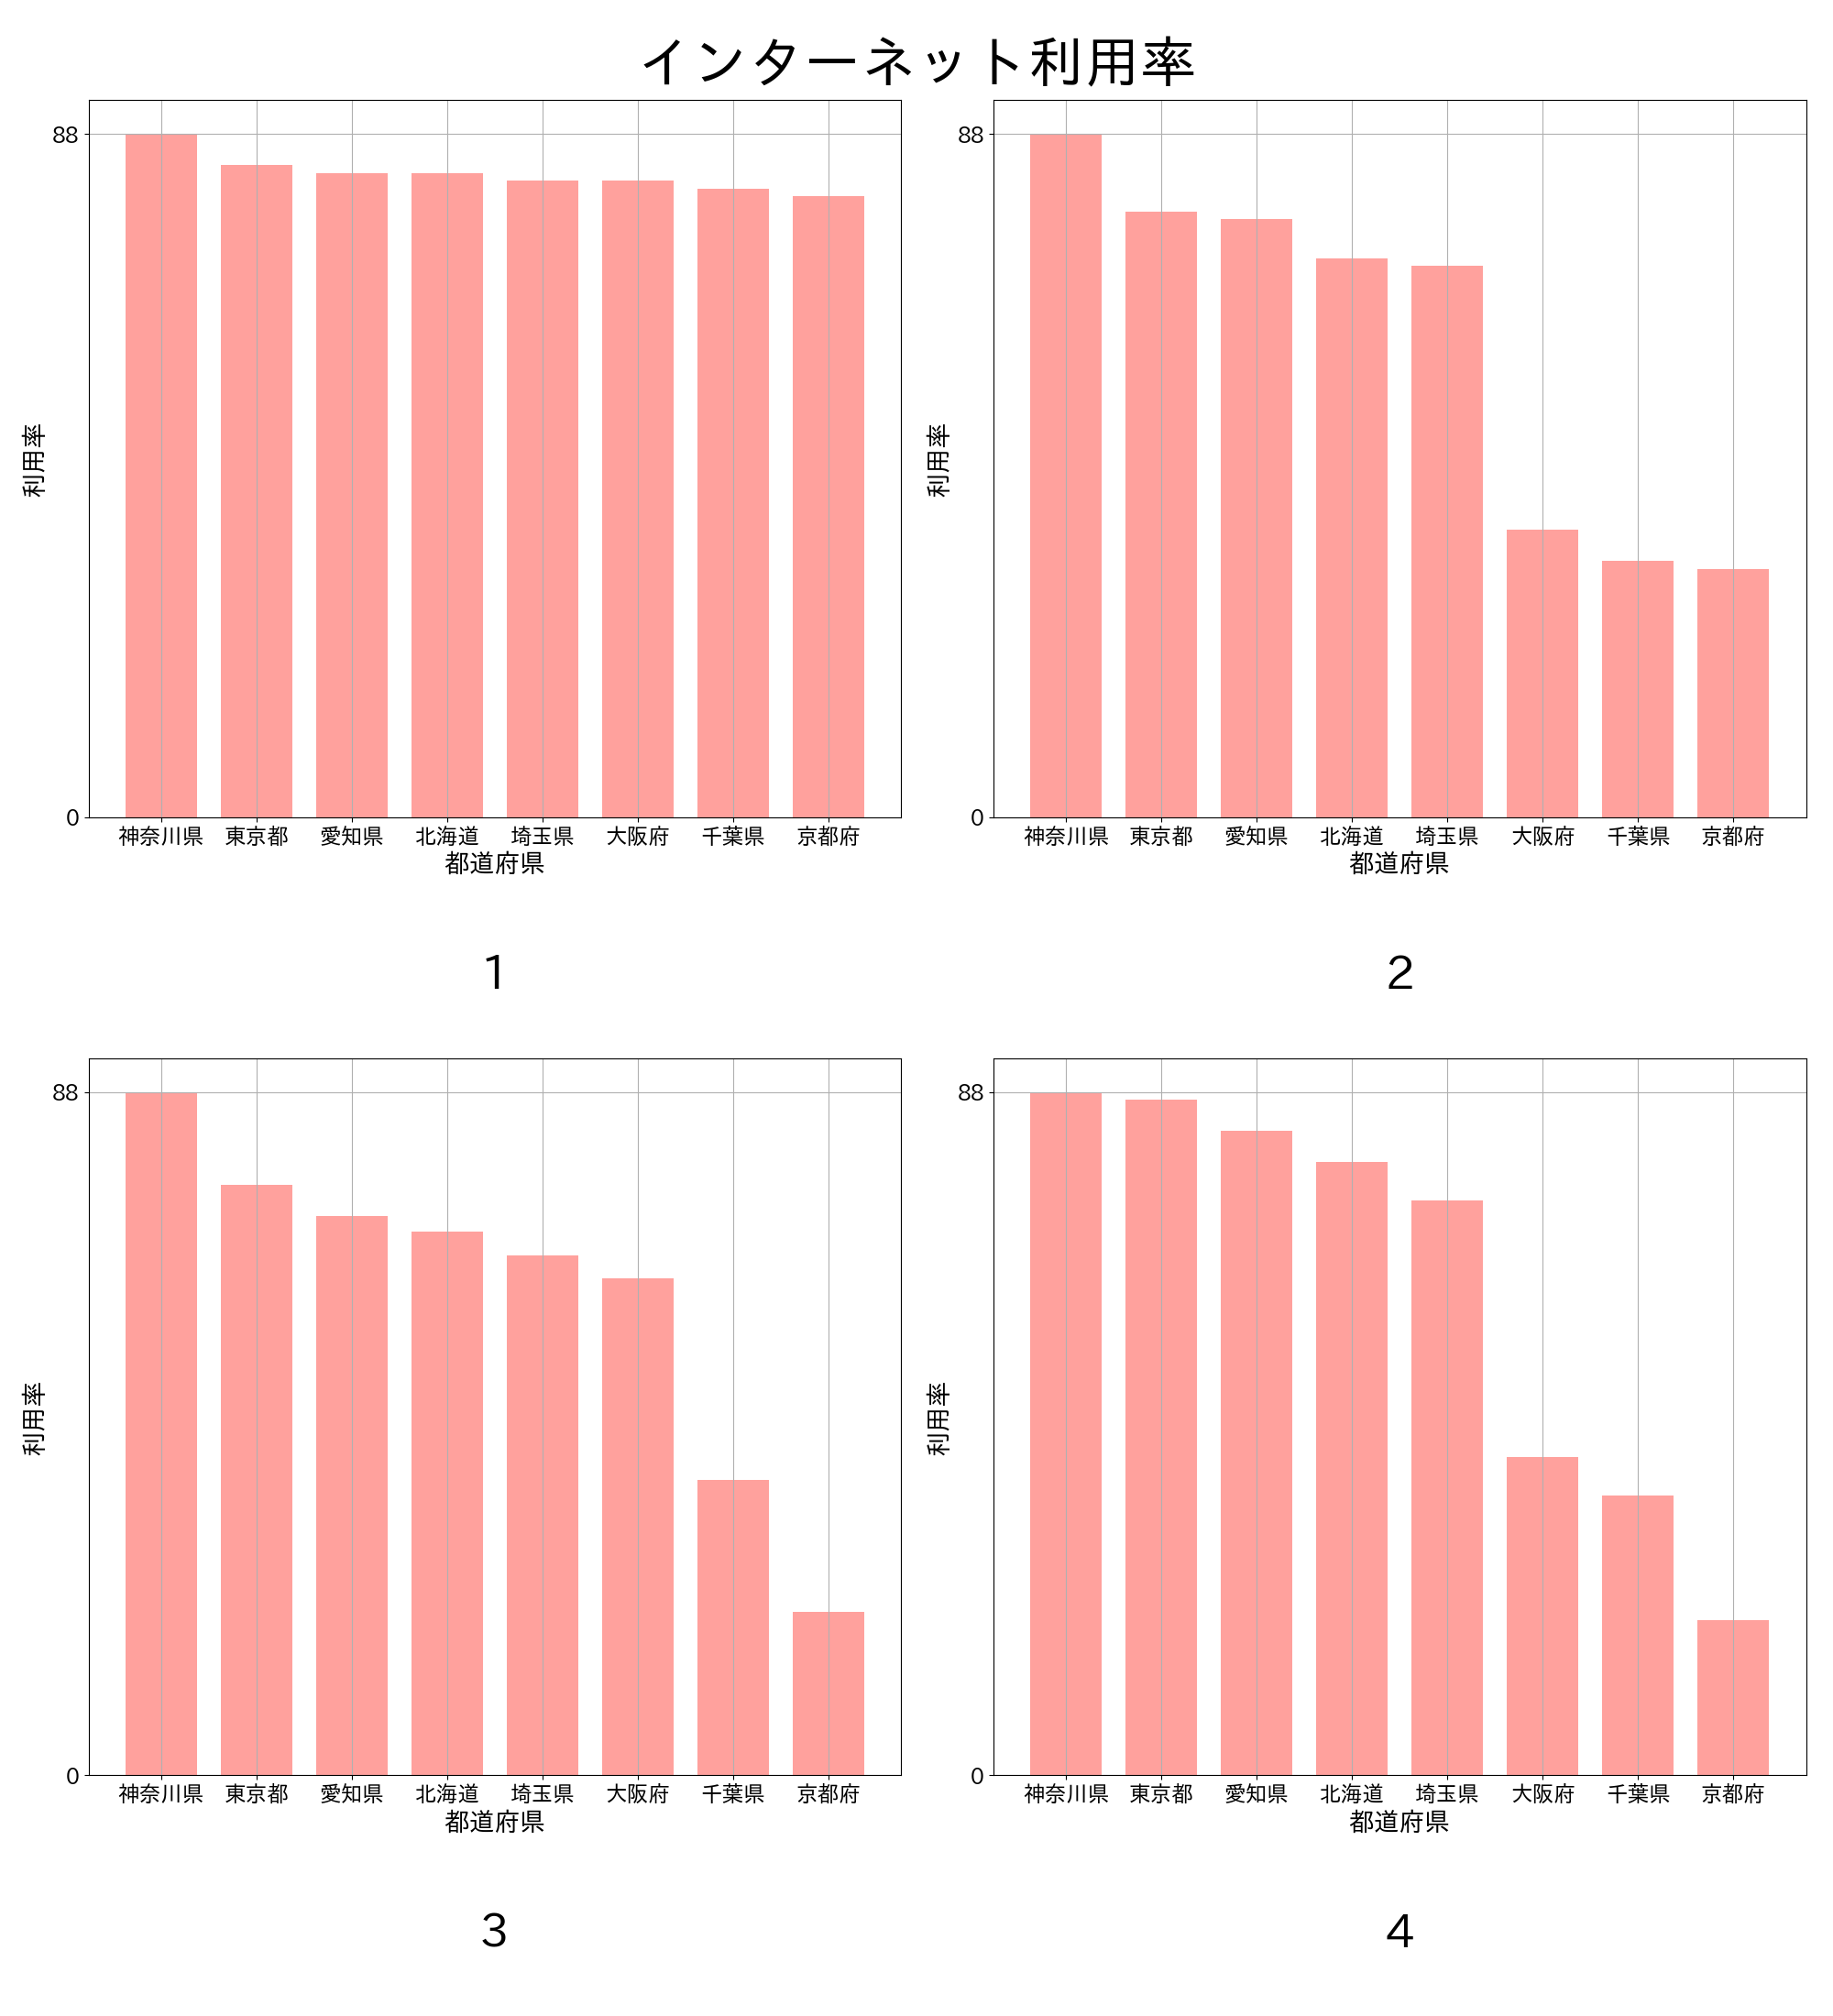 インターネット利用率
88
0
利用率
神奈川県 東京都 愛知県 北海道 埼玉県 大阪府 千葉県 京都府
都道府県
1
88
0
利用率
神奈川県 東京都 愛知県 北海道 埼玉県 大阪府 千葉県 京都府
都道府県
2
88
0
利用率
神奈川県 東京都 愛知県 北海道 埼玉県 大阪府 千葉県 京都府
都道府県
3
88
0
利用率
神奈川県 東京都 愛知県 北海道 埼玉県 大阪府 千葉県 京都府
都道府県
4